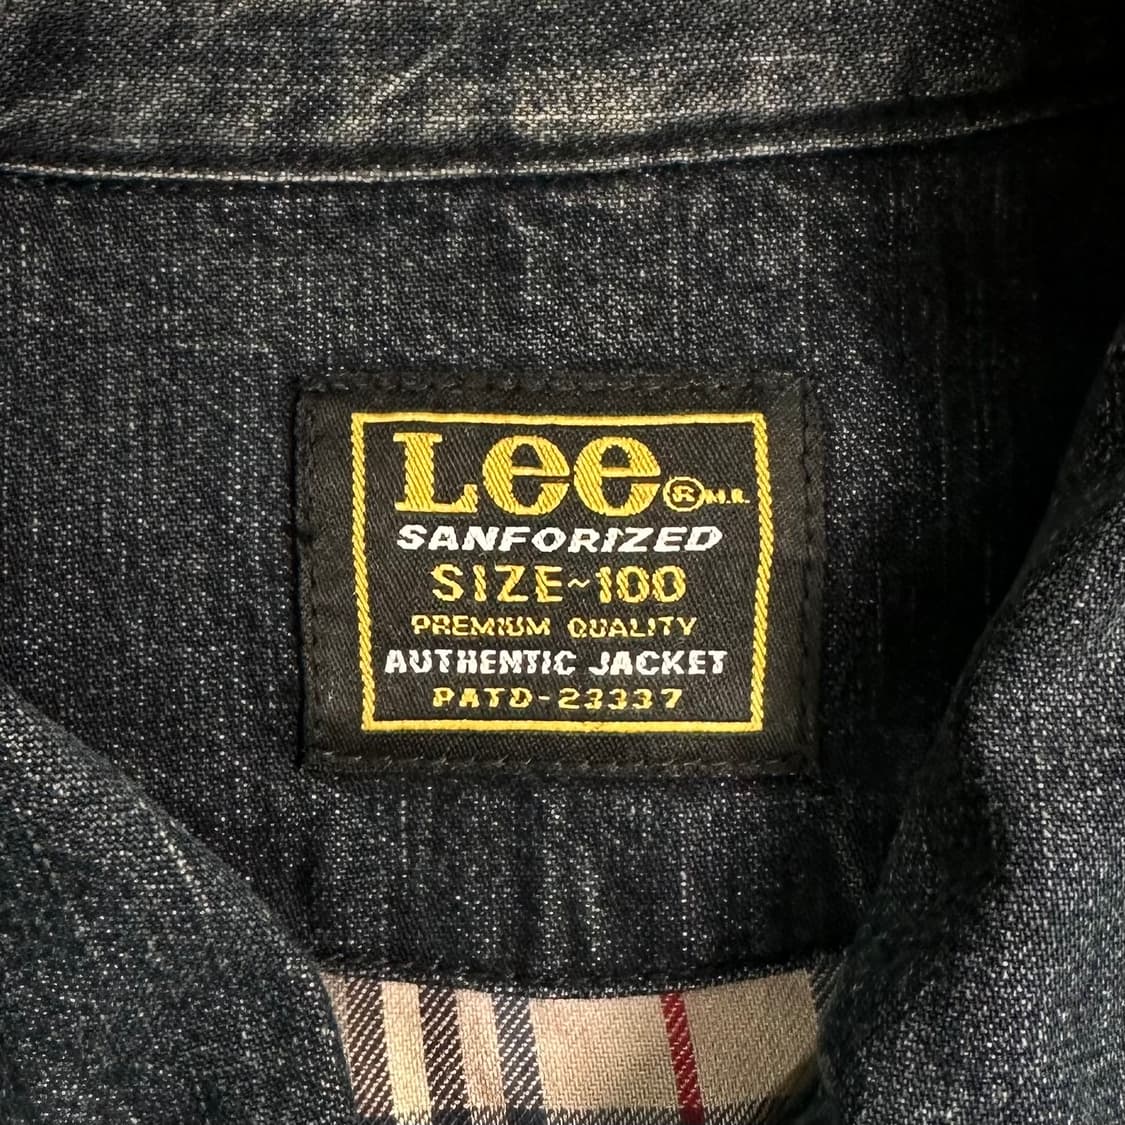 Lee ® M.R.
SANFORIZED
SIZE~100
PREMIUM QUALITY
AUTHENTIC JACKET
PATD-23337